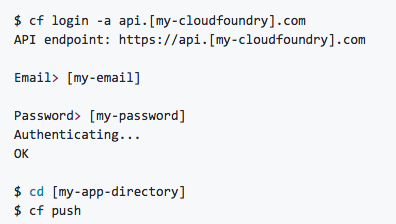 $ cf login -a api.[my-cloudfoundry].com
API endpoint: https://api.[my-cloudfoundry].com
Email> [my-email]
Password> [my-password]
Authenticating...
OK
$ cd [my-app-directory]
$ cf push